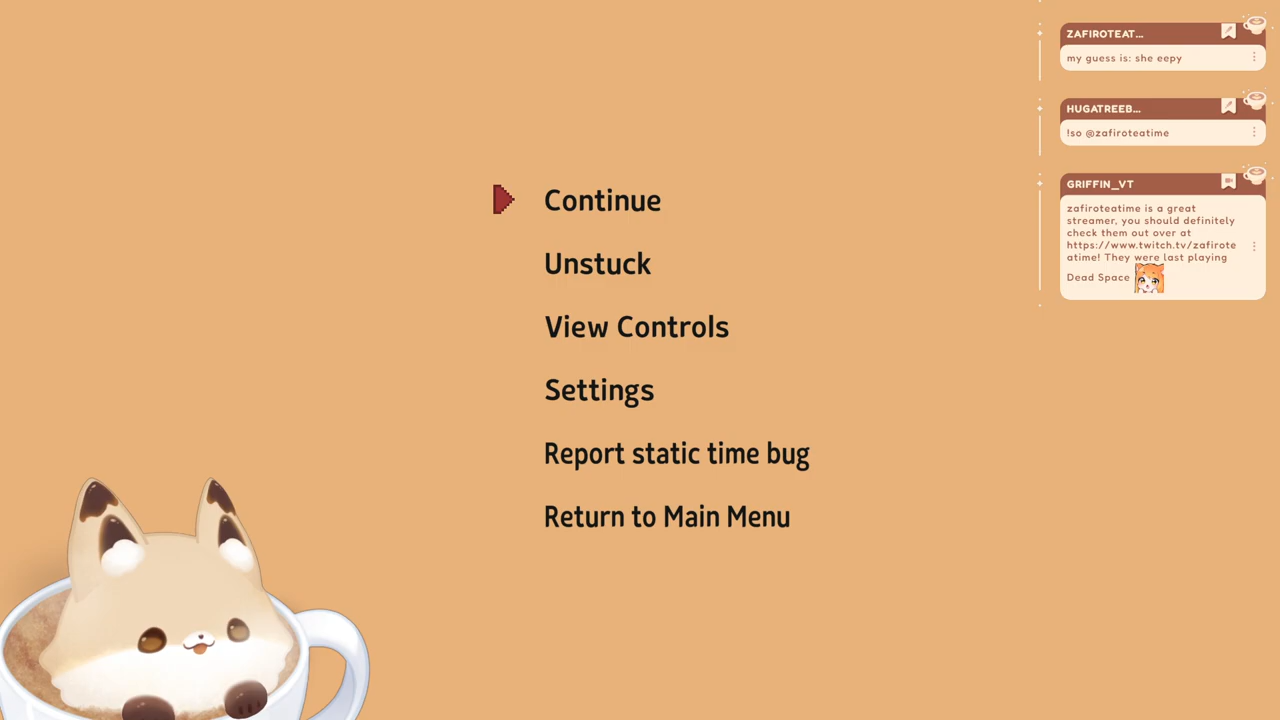 Continue
Unstuck
View Controls
Settings
Report static time bug
Return to Main Menu
ZAFIROTEAT...
my guess is: she eepy
HUGATREEB...
!so @zafiroteatime
GRIFFIN_VT
zafiroteatime is a great
streamer, you should definitely
check them out over at
https://www.twitch.tv/zafirote
atime! They were last playing
Dead Space